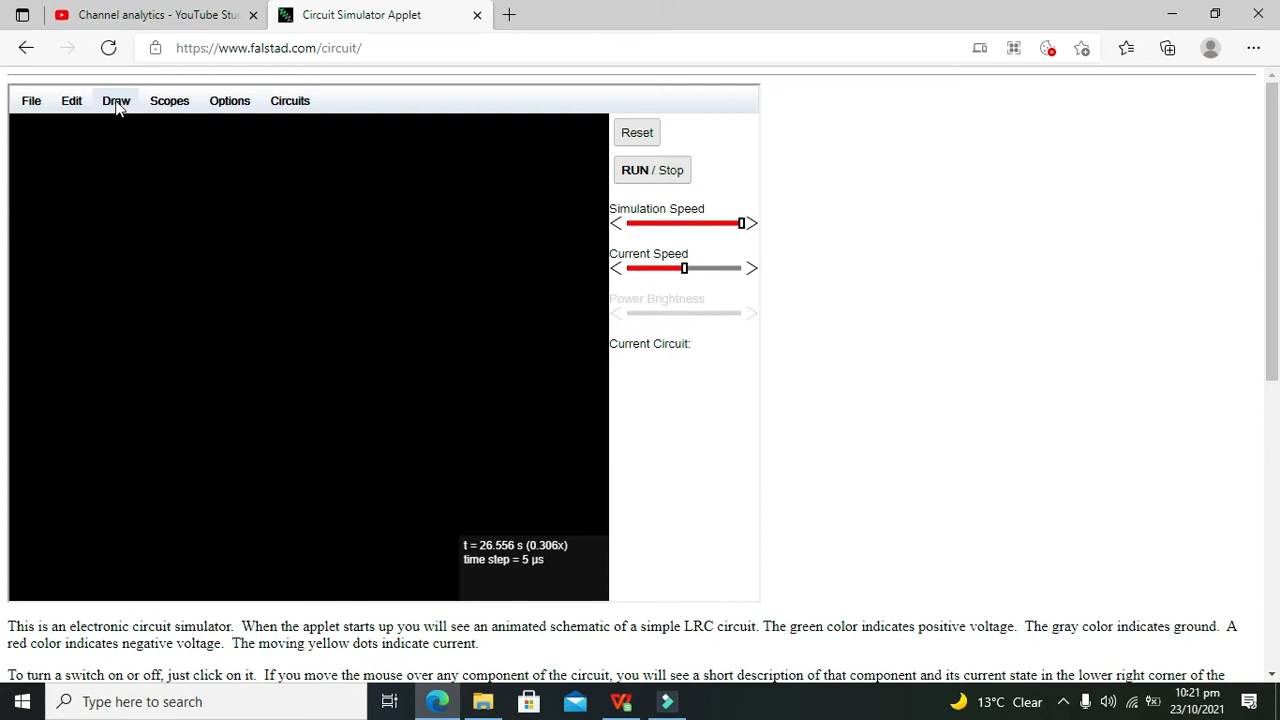 Channel analytics - YouTube Stu
Circuit Simulator Applet
https://www.falstad.com/circuit/
File Edit Draw Scopes Options Circuits
Reset
RUN / Stop
Simulation Speed
Current Speed
Power Brightness
Current Circuit:
t = 26.556 s (0.306x)
time step = 5 µs
This is an electronic circuit simulator. When the applet starts up you will see an animated schematic of a simple LRC circuit. The green color indicates positive voltage. The gray color indicates ground. A
red color indicates negative voltage. The moving yellow dots indicate current.
To turn a switch on or off, just click on it. If you move the mouse over any component of the circuit, you will see a short description of that component and its current state in the lower right corner of the
Type here to search
13°C Clear
10:21 pm
23/10/2021